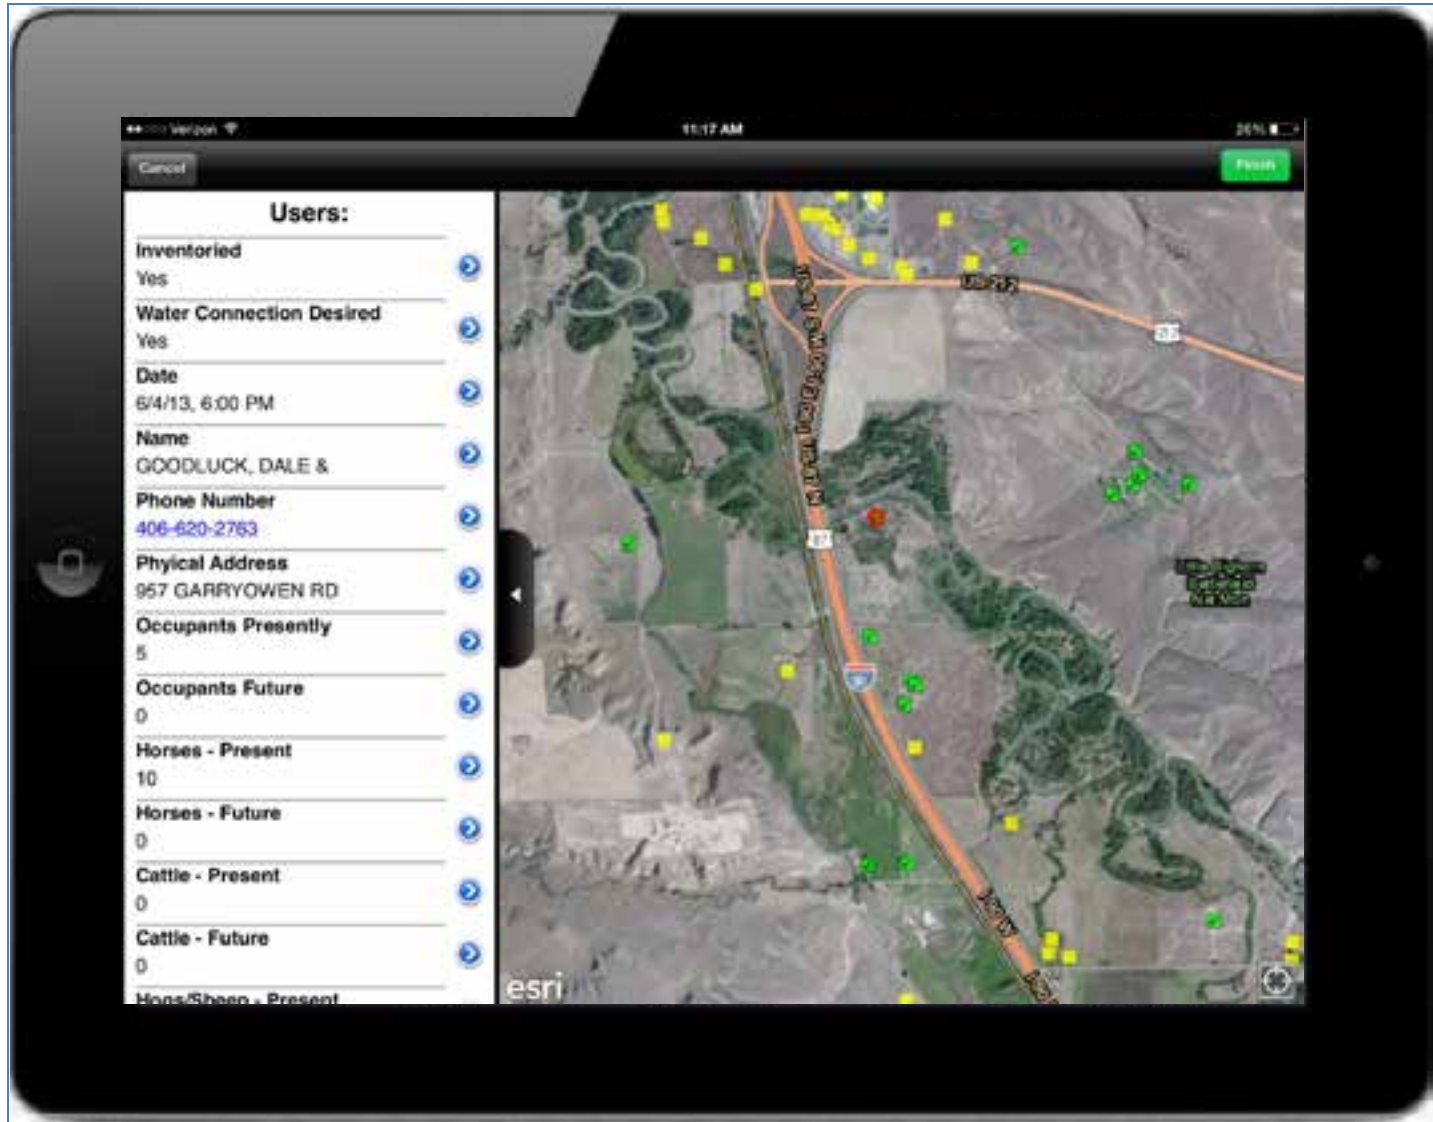 Verizon
11:17 AM
26%
Cancel
Finish
Users:
Inventoried
Yes
Water Connection Desired
Yes
Date
6/4/13, 6:00 PM
Name
GOODLUCK, DALE &
Phone Number
406-620-2763
Phyical Address
957 GARRYOWEN RD
Occupants Presently
5
Occupants Future
0
Horses - Present
10
Horses - Future
0
Cattle - Present
0
Cattle - Future
0
Hogs/Sheep - Present
US-212
212
87
I-90 W
esri